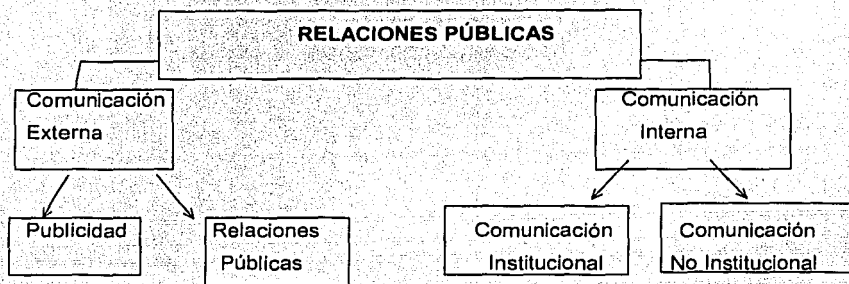 RELACIONES PÚBLICAS
Comunicación
Externa
Comunicación
Interna
Publicidad
Relaciones
Públicas
Comunicación
Institucional
Comunicación
No Institucional